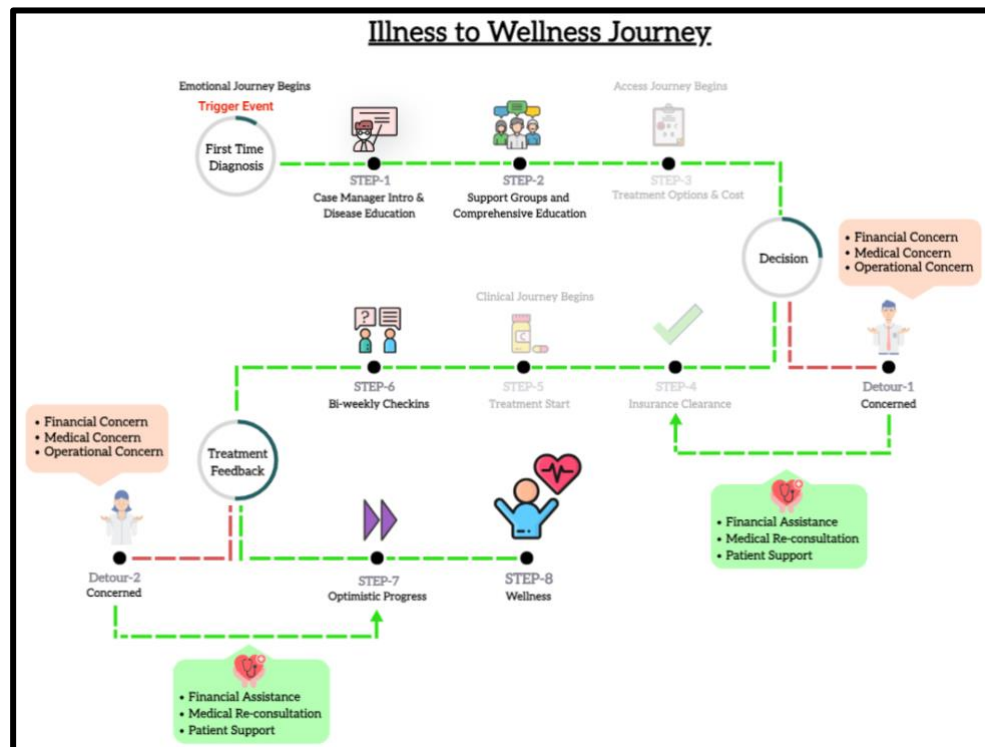 Illness to Wellness Journey
Emotional Journey Begins
Trigger Event
First Time
Diagnosis
STEP-1
Case Manager Intro &
Disease Education
STEP-2
Support Groups and
Comprehensive Education
Access Journey Begins
STEP-3
Treatment Options & Cost
Decision
• Financial Concern
• Medical Concern
• Operational Concern
Detour-1
Concerned
• Financial Assistance
• Medical Re-consultation
• Patient Support
STEP-4
Insurance Clearance
Clinical Journey Begins
C
STEP-5
Treatment Start
?
STEP-6
Bi-weekly Checkins
Treatment
Feedback
• Financial Concern
• Medical Concern
• Operational Concern
Detour-2
Concerned
• Financial Assistance
• Medical Re-consultation
• Patient Support
STEP-7
Optimistic Progress
STEP-8
Wellness